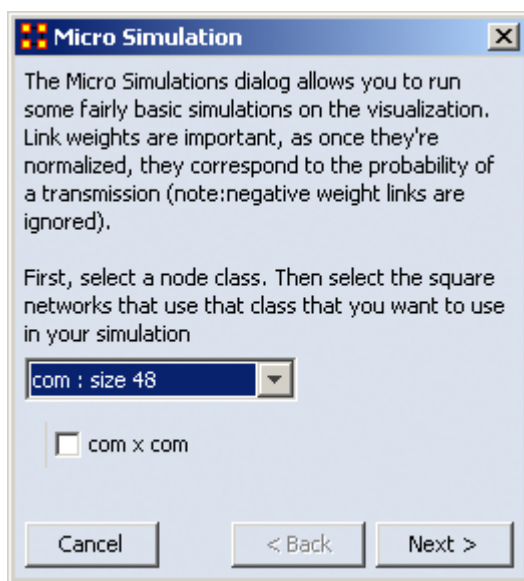 Micro Simulation
The Micro Simulations dialog allows you to run
some fairly basic simulations on the visualization.
Link weights are important, as once they're
normalized, they correspond to the probability of
a transmission (note:negative weight links are
ignored).
First, select a node class. Then select the square
networks that use that class that you want to use
in your simulation
com : size 48
com x com
Cancel
< Back
Next >